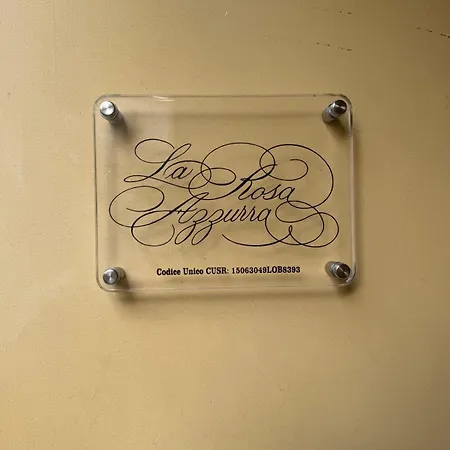 La Rosa
Azzurra
Codice Unico CUSR: 15063049LOB8393